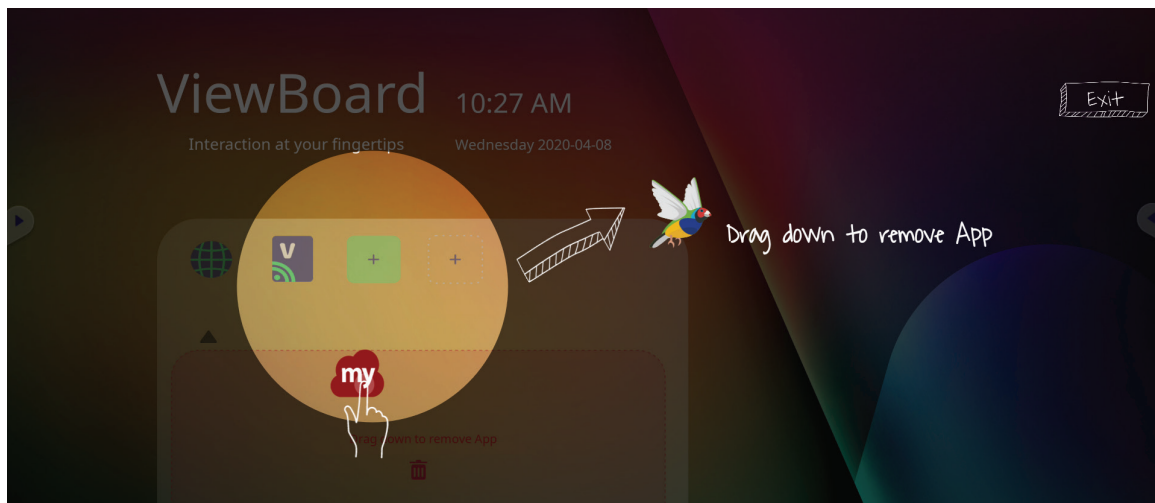 ViewBoard
10:27 AM
Exit
Interaction at your fingertips
Wednesday 2020-04-08
Drag down to remove App
V
+
+
my
Drag down to remove App